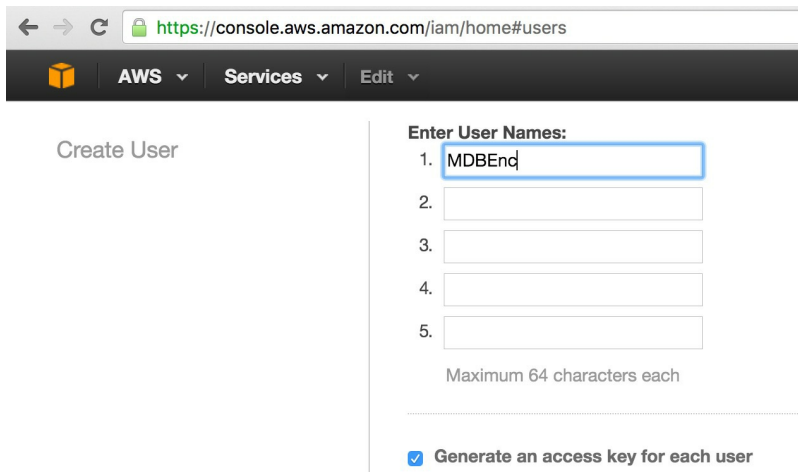 https://console.aws.amazon.com/iam/home#users
AWS Services Edit
Create User
Enter User Names:
1. MDBEnc
2.
3.
4.
5.
Maximum 64 characters each
Generate an access key for each user